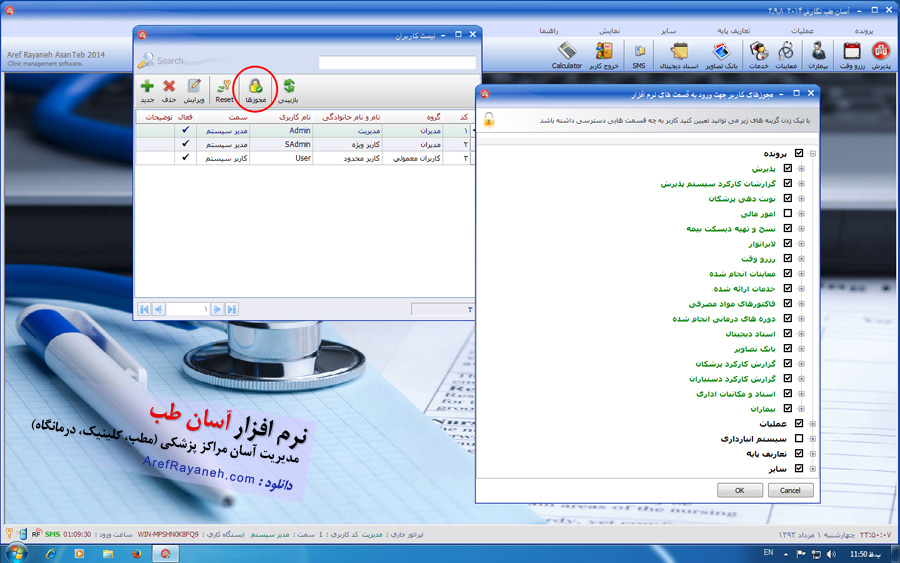 آسان طب نگارش ۲۰۱۴ ۳,۹,۸
پرونده عملیات تعاریف پایه سایر نمایش راهنما
Aref Rayaneh AsanTeb 2014
Clinic management software.
پذیرش رزرو وقت بیماران معاینات خدمات بانک تصاویر اسناد دیجیتال SMS خروج کاربر Calculator
لیست کاربران
Search
بازبینی مجوزها Reset ویرایش حذف جدید
کد گروه نام و نام خانوادگی نام کاربری سمت فعال توضیحات
۱ مدیران مدیریت Admin مدیر سیستم
۲ مدیران کاربر ویژه SAdmin مدیر سیستم
۳ کاربران معمولی کاربر محدود User کاربر سیستم
۱
۳
مجوزهای کاربر جهت ورود به قسمت های نرم افزار
با تیک زدن گزینه های زیر می توانید تعیین کنید کاربر به چه قسمت هایی دسترسی داشته باشد
پرونده
پذیرش
گزارشات کارکرد سیستم پذیرش
نوبت دهی پزشکان
امور مالی
نسخ و تهیه دیسکت بیمه
لابراتوار
رزرو وقت
معاینات انجام شده
خدمات ارائه شده
فاکتورهای مواد مصرفی
دوره های درمانی انجام شده
اسناد دیجیتال
بانک تصاویر
گزارش کارکرد پزشکان
گزارش کارکرد دستیاران
اسناد و مکاتبات اداری
بیماران
عملیات
سیستم انبارداری
تعاریف پایه
سایر
OK Cancel
نرم افزار آسان طب
مدیریت آسان مراکز پزشکی (مطب، کلینیک، درمانگاه)
دانلود : ArefRayaneh.com
RF SMS 01:09:30 ساعت ورود : WIN-MPSHN0K8FQ9 ایستگاه کاری : مدیر سیستم سمت : 1 کد کاربری : مدیریت اپراتور جاری :
چهارشنبه ۱ مرداد ۱۳۹۳ ۲۳:۵۰:۰۷
EN 11:50 ب.ظ